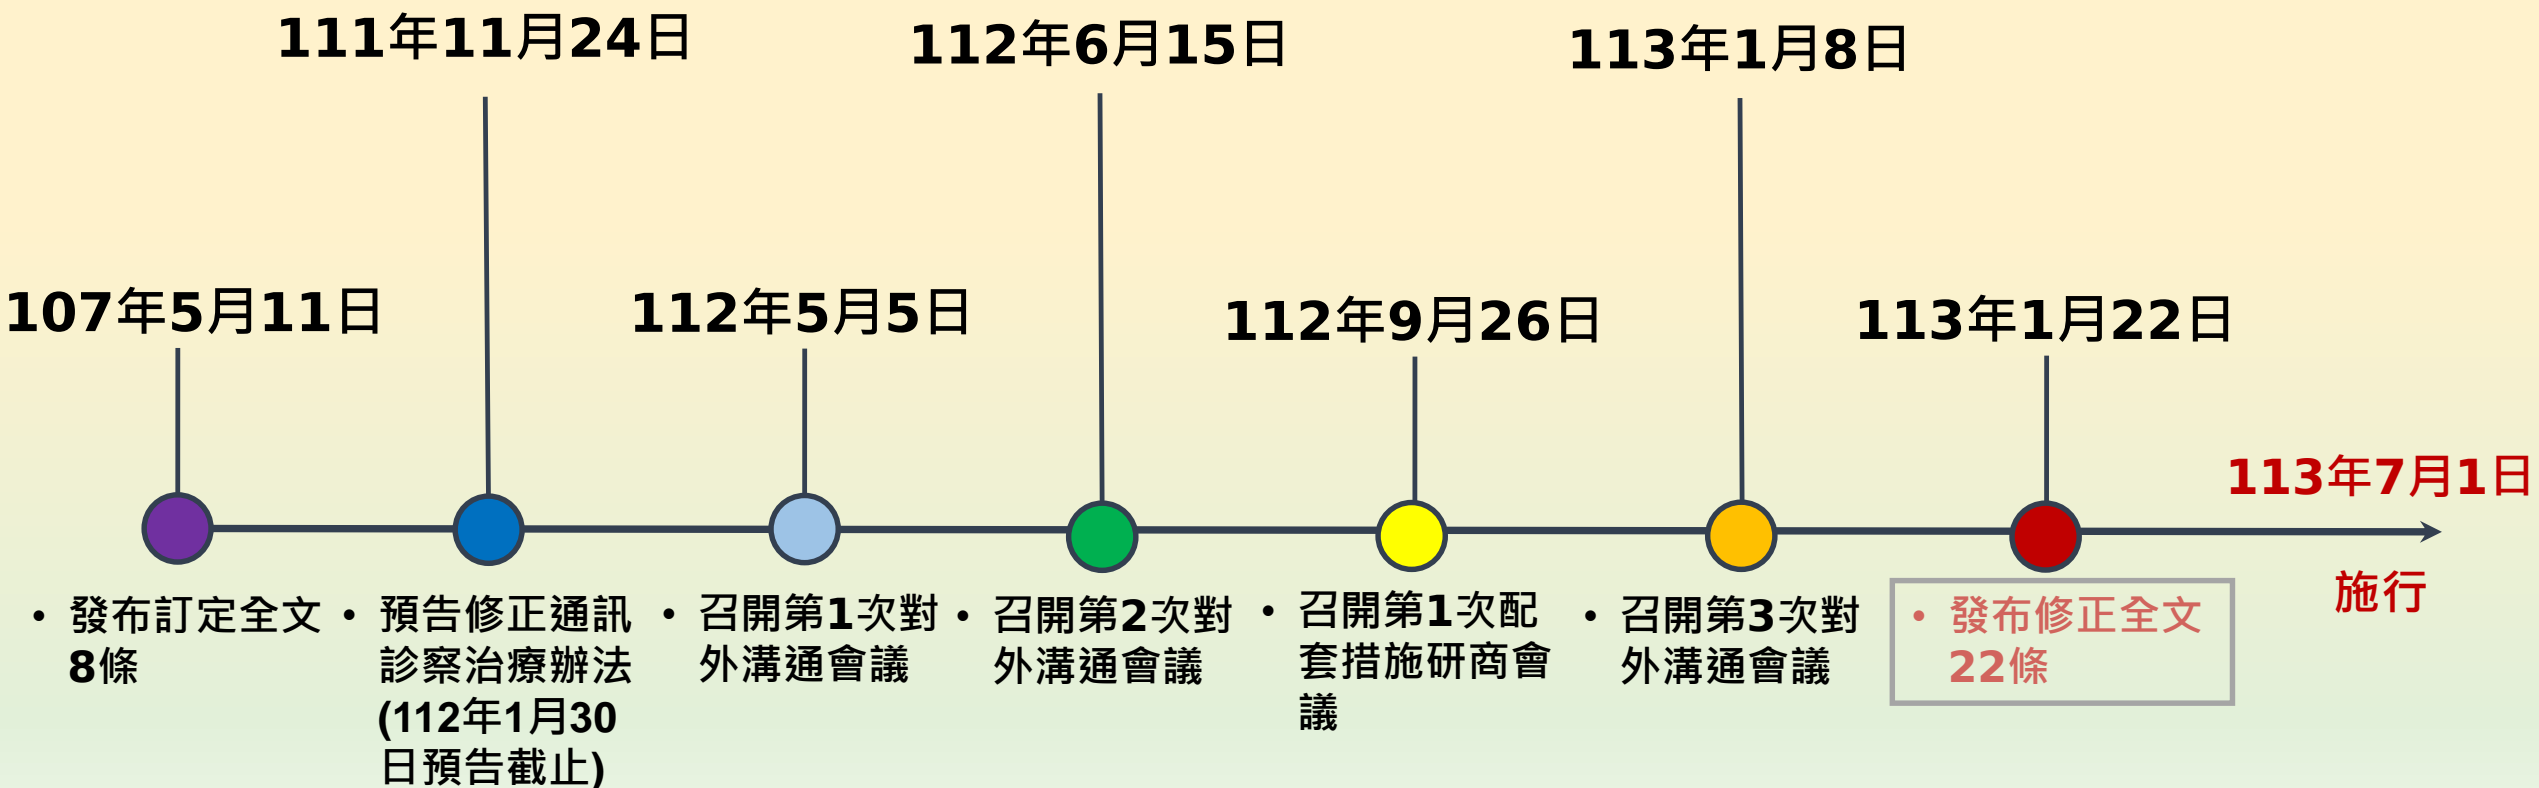 111年11月24日
112年6月15日
113年1月8日
107年5月11日
112年5月5日
112年9月26日
113年1月22日
113年7月1日
施行
• 發布訂定全文
8條
• 預告修正通訊
診察治療辦法
(112年1月30
日預告截止)
• 召開第1次對
外溝通會議
• 召開第2次對
外溝通會議
• 召開第1次配
套措施研商會
議
• 召開第3次對
外溝通會議
• 發布修正全文
22條